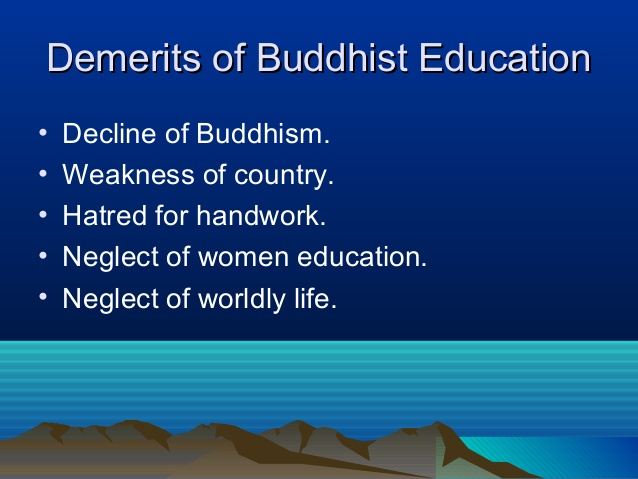 Demerits of Buddhist Education
• Decline of Buddhism.
• Weakness of country.
• Hatred for handwork.
• Neglect of women education.
• Neglect of worldly life.